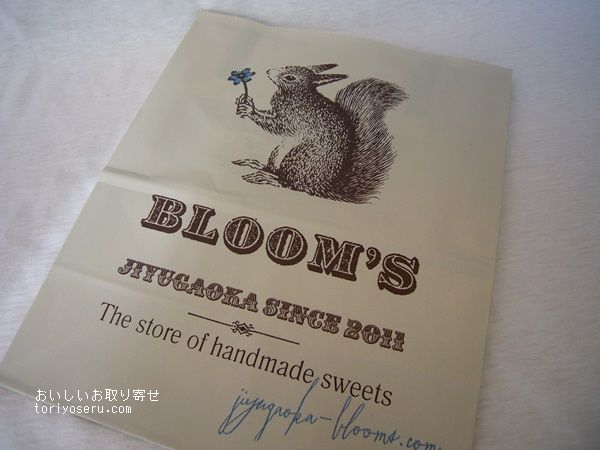 BLOOM'S
JIYUGAOKA SINCE 2011
The store of handmade sweets
jiyugaoka-blooms.com
おいしいお取り寄せ
toriyoseru.com